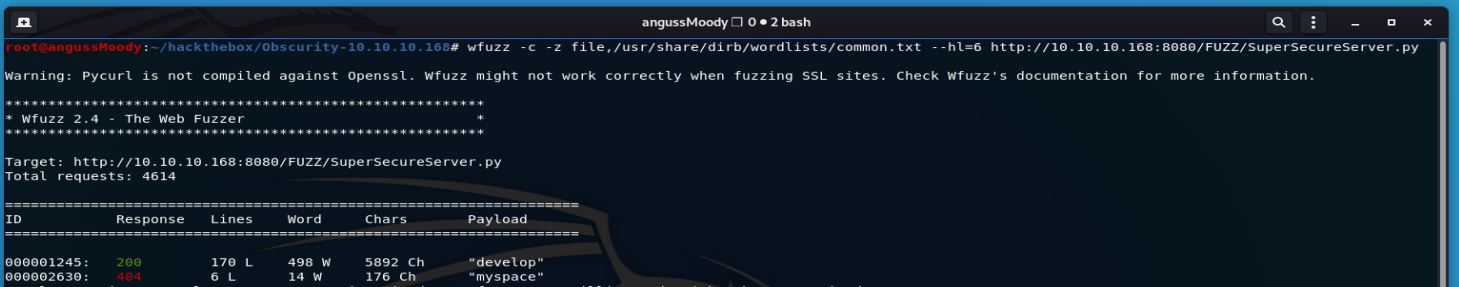 angussMoody 0 ● 2 bash
root@angussMoody:~/hackthebox/Obscurity-10.10.10.168# wfuzz -c -z file,/usr/share/dirb/wordlists/common.txt --hl=6 http://10.10.10.168:8080/FUZZ/SuperSecureServer.py
Warning: Pycurl is not compiled against Openssl. Wfuzz might not work correctly when fuzzing SSL sites. Check Wfuzz's documentation for more information.
********************************************************
* Wfuzz 2.4 - The Web Fuzzer                           *
********************************************************
Target: http://10.10.10.168:8080/FUZZ/SuperSecureServer.py
Total requests: 4614
===================================================================
ID           Response   Lines    Word     Chars       Payload
===================================================================
000001245:   200        170 L    498 W    5892 Ch     "develop"
000002630:   404        6 L      14 W     176 Ch      "myspace"